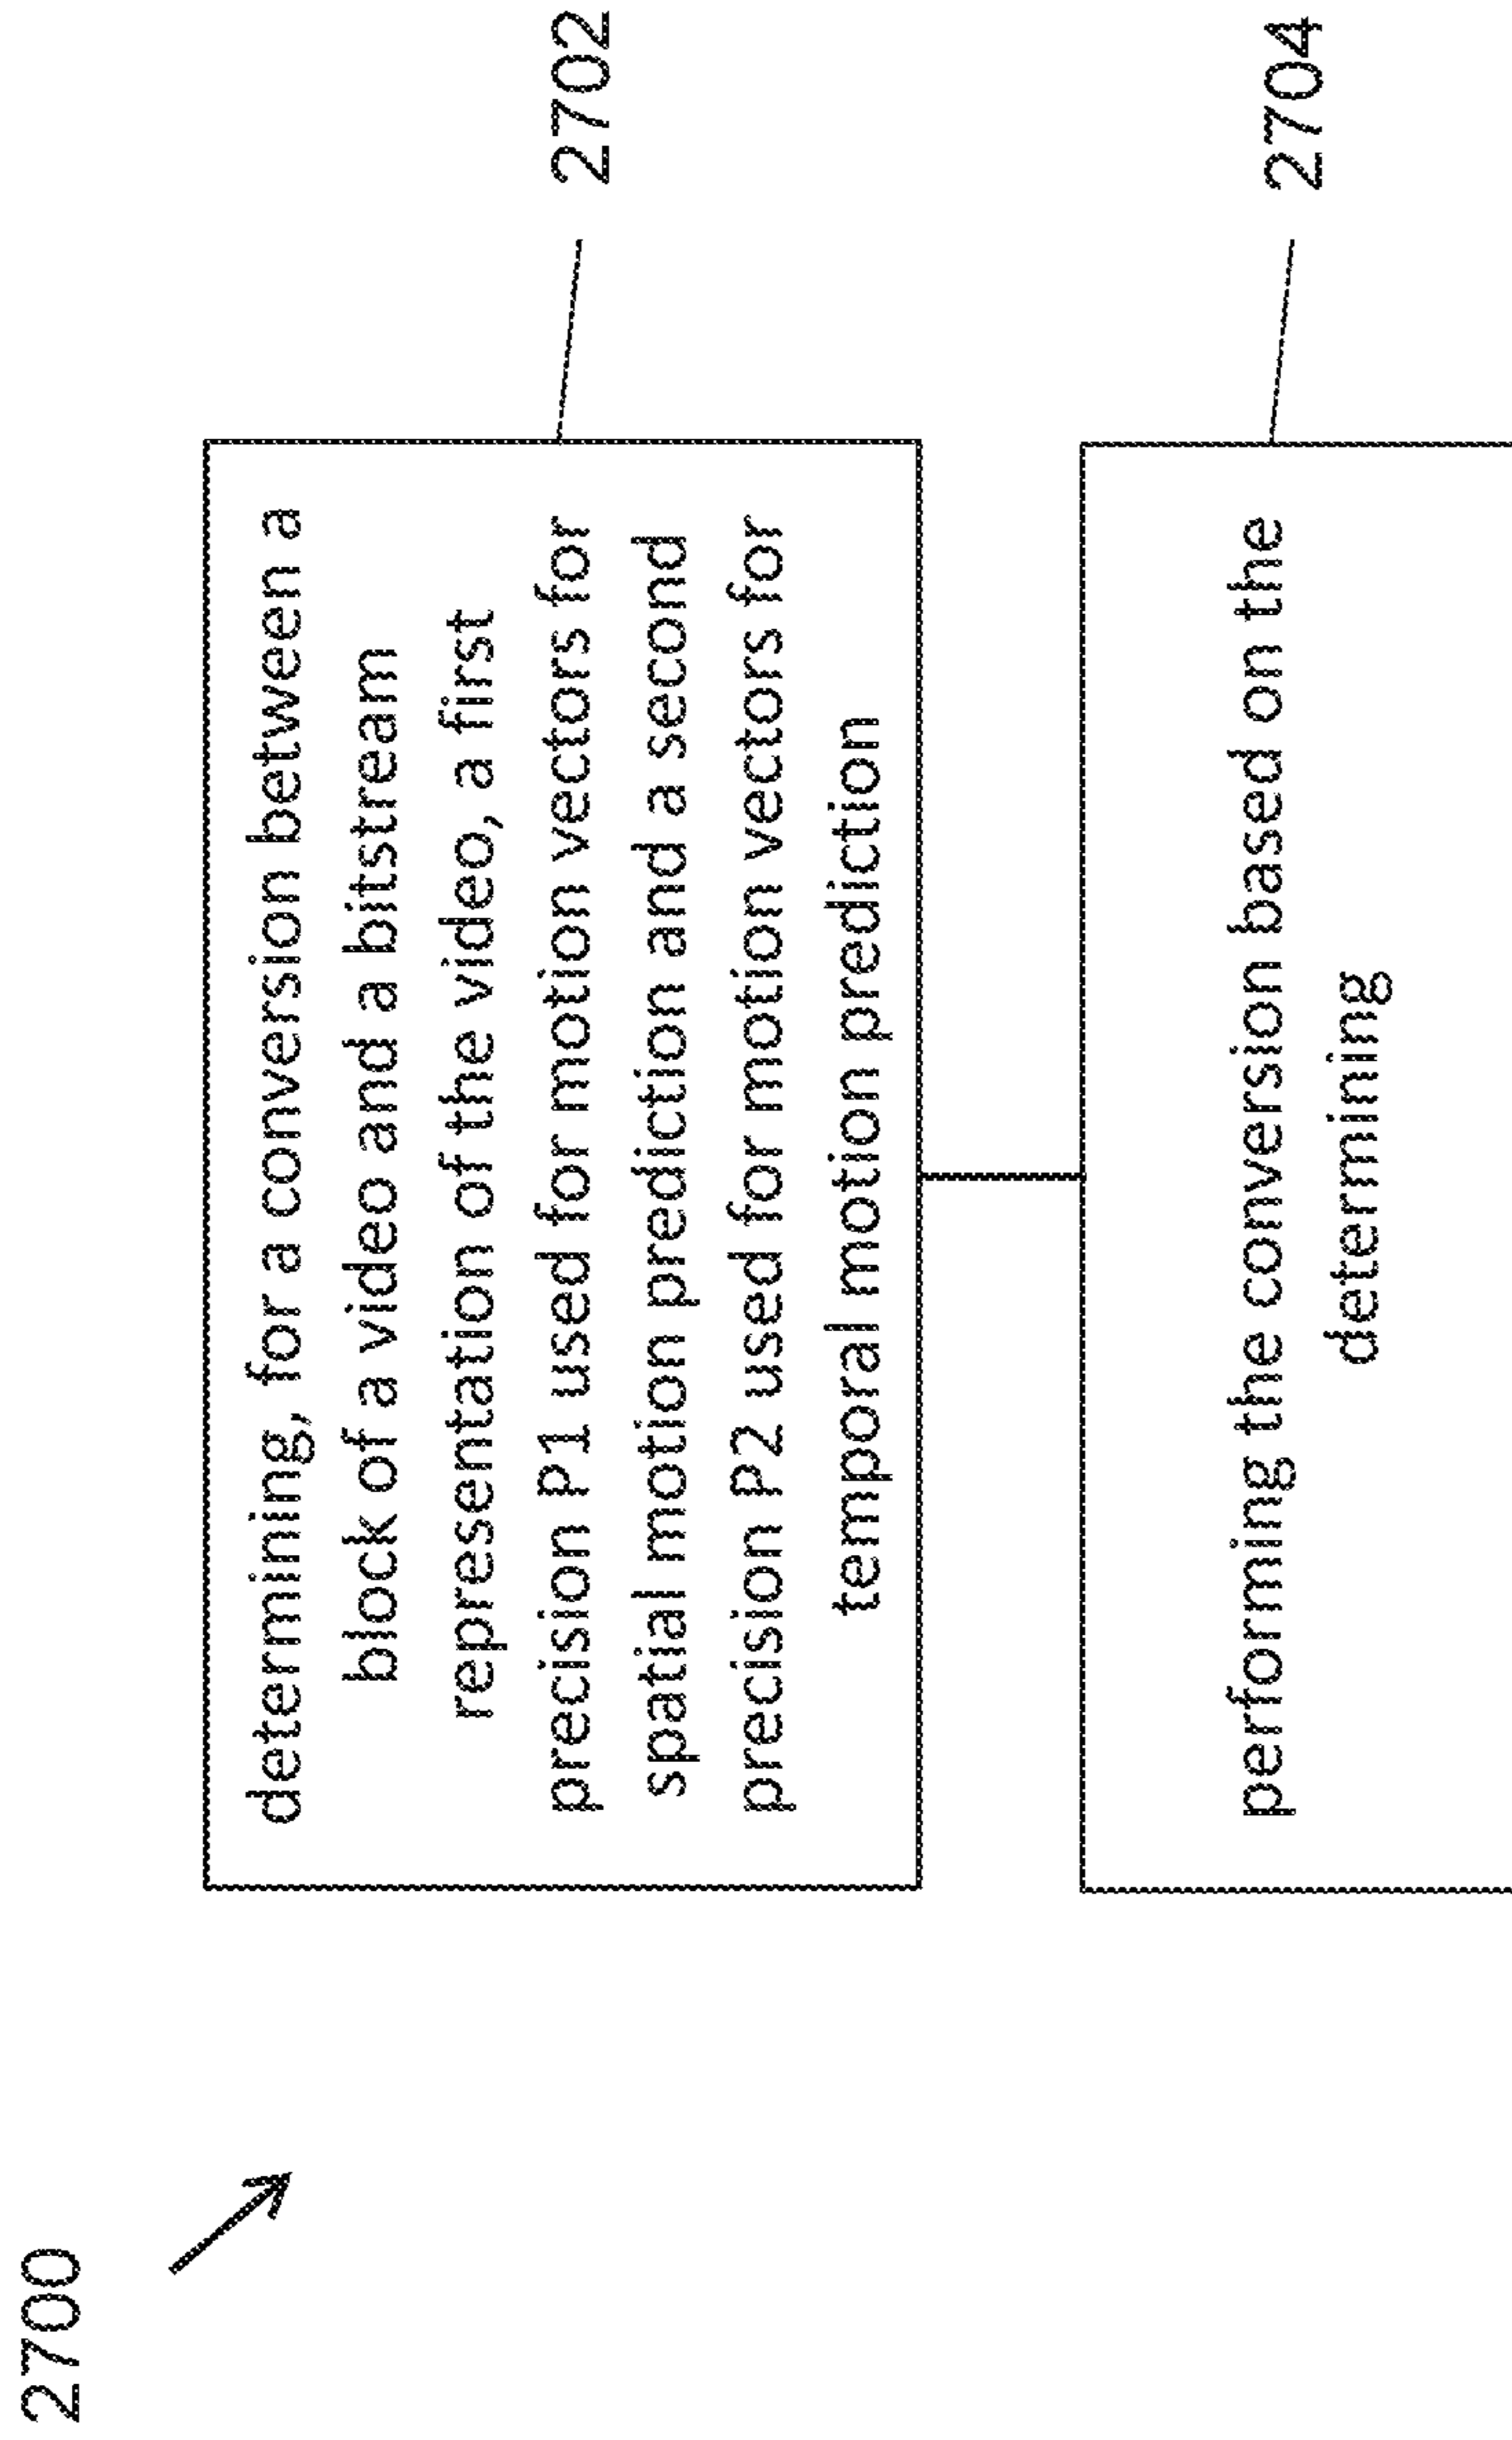 2700
determining, for a conversion between a
block of a video and a bitstream
representation of the video, a first
precision P1 used for motion vectors for
spatial motion prediction and a second
precision P2 used for motion vectors for
temporal motion prediction
2702
performing the conversion based on the
determining
2704